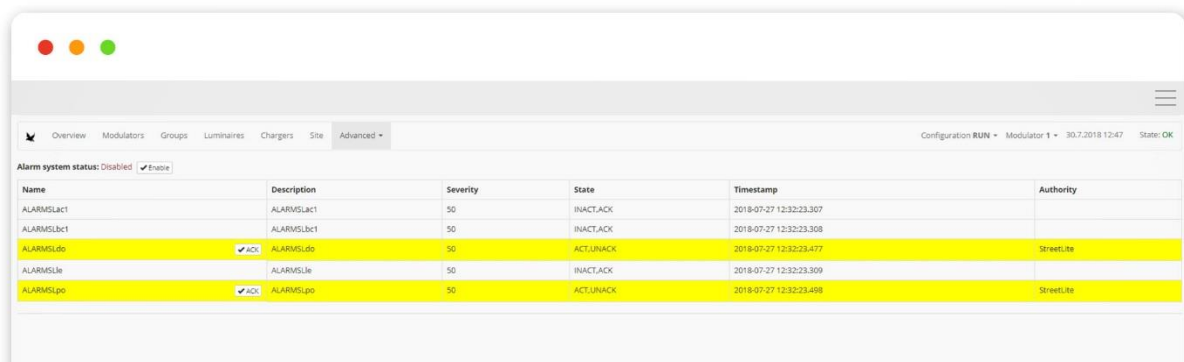 Overview Modulators Groups Luminaires Chargers Site Advanced Configuration RUN Modulator 1 30.7.2018 12:47 State: OK
Alarm system status: Disabled Enable
Name Description Severity State Timestamp Authority
ALARMSLac1 ALARMSLac1 50 INACT,ACK 2018-07-27 12:32:23.307
ALARMSLbc1 ALARMSLbc1 50 INACT,ACK 2018-07-27 12:32:23.308
ALARMSLdo ACK ALARMSLdo 50 ACT,UNACK 2018-07-27 12:32:23.477 StreetLite
ALARMSLle ALARMSLle 50 INACT,ACK 2018-07-27 12:32:23.309
ALARMSLpo ACK ALARMSLpo 50 ACT,UNACK 2018-07-27 12:32:23.498 StreetLite